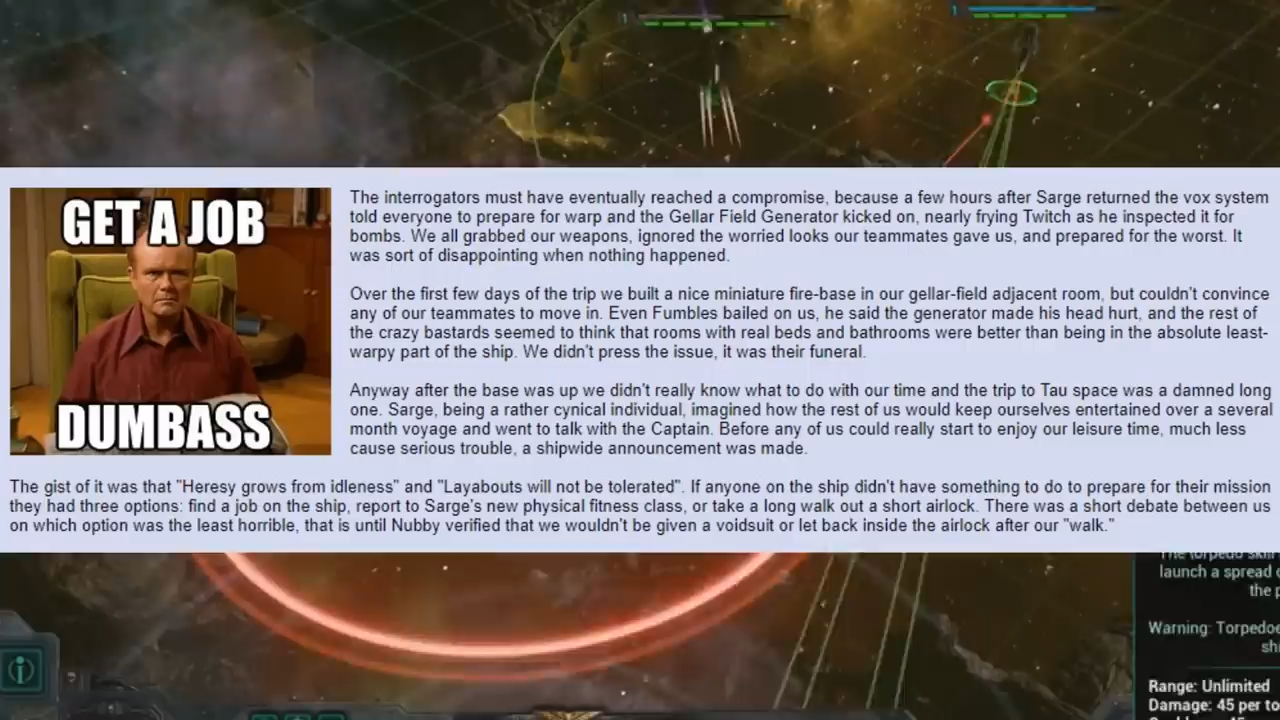 1
1
GET A JOB
DUMBASS
The interrogators must have eventually reached a compromise, because a few hours after Sarge returned the vox system
told everyone to prepare for warp and the Gellar Field Generator kicked on, nearly frying Twitch as he inspected it for
bombs. We all grabbed our weapons, ignored the worried looks our teammates gave us, and prepared for the worst. It
was sort of disappointing when nothing happened.
Over the first few days of the trip we built a nice miniature fire-base in our gellar-field adjacent room, but couldn't convince
any of our teammates to move in. Even Fumbles bailed on us, he said the generator made his head hurt, and the rest of
the crazy bastards seemed to think that rooms with real beds and bathrooms were better than being in the absolute least-
warpy part of the ship. We didn't press the issue, it was their funeral.
Anyway after the base was up we didn't really know what to do with our time and the trip to Tau space was a damned long
one. Sarge, being a rather cynical individual, imagined how the rest of us would keep ourselves entertained over a several
month voyage and went to talk with the Captain. Before any of us could really start to enjoy our leisure time, much less
cause serious trouble, a shipwide announcement was made.
The gist of it was that "Heresy grows from idleness" and "Layabouts will not be tolerated". If anyone on the ship didn't have something to do to prepare for their mission
they had three options: find a job on the ship, report to Sarge's new physical fitness class, or take a long walk out a short airlock. There was a short debate between us
on which option was the least horrible, that is until Nubby verified that we wouldn't be given a voidsuit or let back inside the airlock after our "walk."
The torpedo skill
launch a spread
the
Warning: Torpedoe
Range: Unlimited
Damage: 45 per to